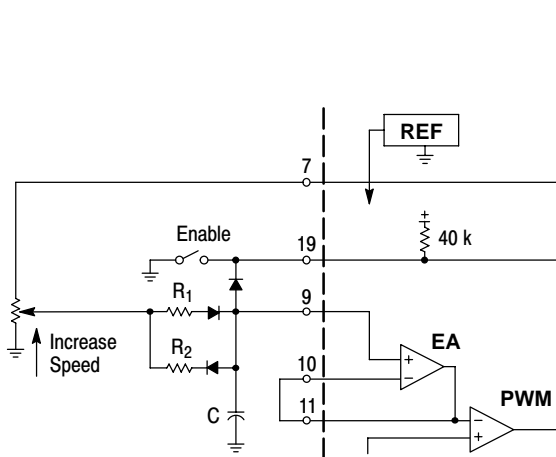 REF
7
Enable
19
40 k
R1
9
Increase
Speed
R2
10
EA
C
11
PWM